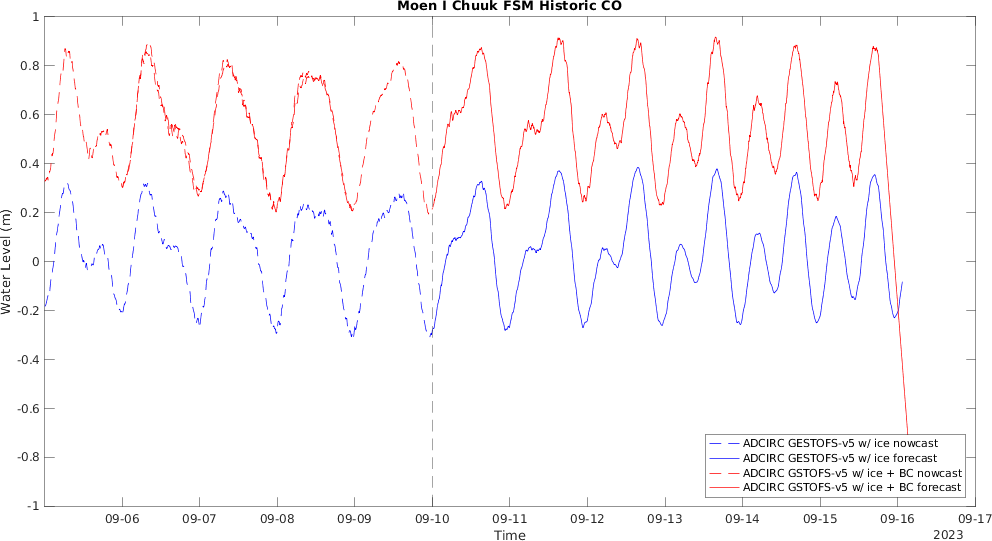 Moen I Chuuk FSM Historic CO
1
0.8
0.6
0.4
0.2
0
-0.2
-0.4
-0.6
-0.8
-1
Water Level (m)
ADCIRC GESTOFS-v5 w/ ice nowcast
ADCIRC GESTOFS-v5 w/ ice forecast
ADCIRC GSTOFS-v5 w/ ice + BC nowcast
ADCIRC GSTOFS-v5 w/ ice + BC forecast
09-06 09-07 09-08 09-09 09-10 09-11 09-12 09-13 09-14 09-15 09-16 09-17
Time
2023